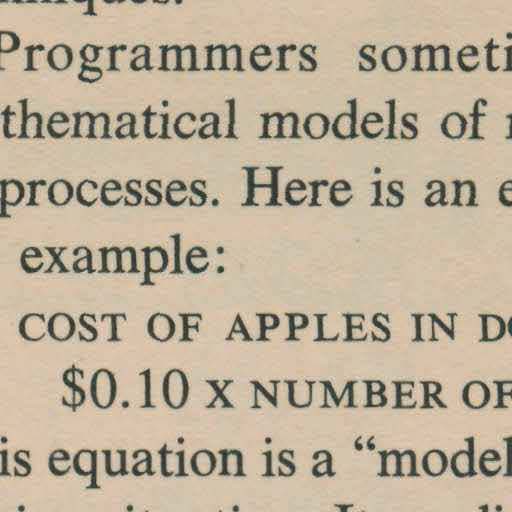 Programmers someti
thematical models of
processes. Here is an e
example:
COST OF APPLES IN DO
$0.10 X NUMBER OF
is equation is a “model